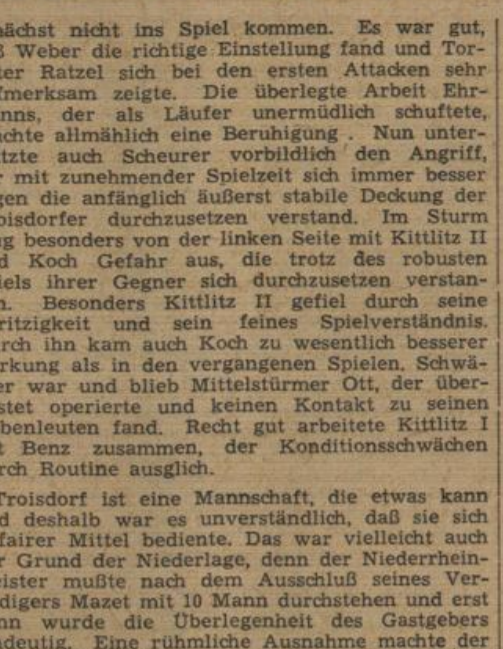 nächst nicht ins Spiel kommen. Es war gut,
ß Weber die richtige Einstellung fand und Tor-
ter Ratzel sich bei den ersten Attacken sehr
fmerksam zeigte. Die überlegte Arbeit Ehr-
nns, der als Läufer unermüdlich schuftete,
chte allmählich eine Beruhigung . Nun unter-
tzte auch Scheurer vorbildlich den Angriff,
r mit zunehmender Spielzeit sich immer besser
gen die anfänglich äußerst stabile Deckung der
oisdorfer durchzusetzen verstand. Im Sturm
ug besonders von der linken Seite mit Kittlitz II
d Koch Gefahr aus, die trotz des robusten
iels ihrer Gegner sich durchzusetzen verstan-
n. Besonders Kittlitz II gefiel durch seine
ritzigkeit und sein feines Spielverständnis.
rch ihn kam auch Koch zu wesentlich besserer
rkung als in den vergangenen Spielen. Schwä-
er war und blieb Mittelstürmer Ott, der über-
stet operierte und keinen Kontakt zu seinen
benleuten fand. Recht gut arbeitete Kittlitz I
t Benz zusammen, der Konditionsschwächen
rch Routine ausglich.
Troisdorf ist eine Mannschaft, die etwas kann
d deshalb war es unverständlich, daß sie sich
fairer Mittel bediente. Das war vielleicht auch
r Grund der Niederlage, denn der Niederrhein-
eister mußte nach dem Ausschluß seines Ver-
digers Mazet mit 10 Mann durchstehen und erst
nn wurde die Überlegenheit des Gastgebers
ndeutig. Eine rühmliche Ausnahme machte der